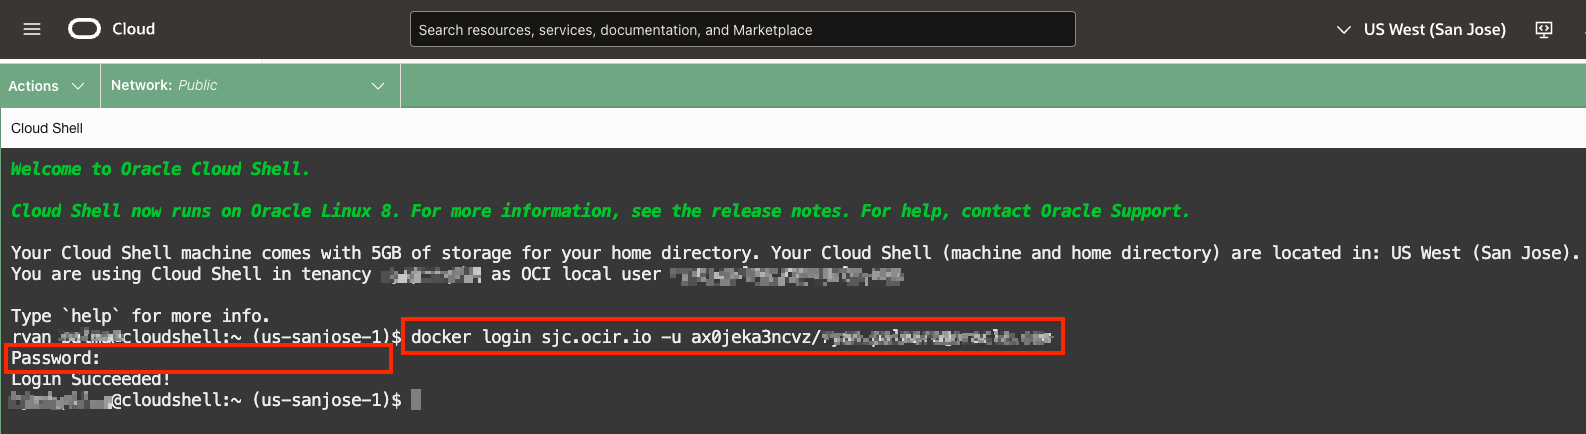 Cloud
Search resources, services, documentation, and Marketplace
US West (San Jose)
Actions
Network: Public
Cloud Shell
Welcome to Oracle Cloud Shell.
Cloud Shell now runs on Oracle Linux 8. For more information, see the release notes. For help, contact Oracle Support.
Your Cloud Shell machine comes with 5GB of storage for your home directory. Your Cloud Shell (machine and home directory) are located in: US West (San Jose).
You are using Cloud Shell in tenancy as OCI local user
Type `help` for more info.
ryan cloudshell:~ (us-sanjose-1)$ docker login sjc.ocir.io -u ax0jeka3ncvz/
Password:
Login Succeeded!
@cloudshell:~ (us-sanjose-1)$